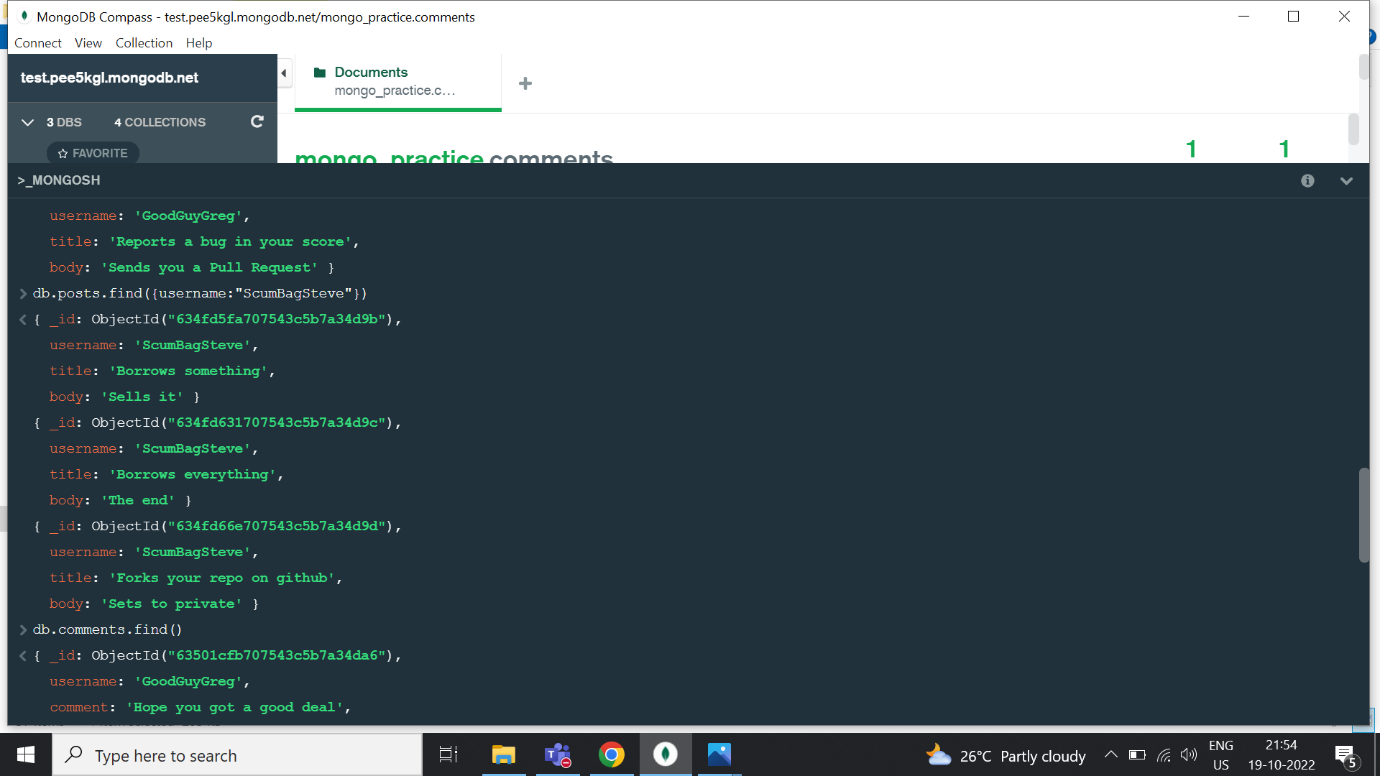 MongoDB Compass - test.pee5kgl.mongodb.net/mongo_practice.comments
Connect View Collection Help
test.pee5kgl.mongodb.net
Documents
mongo_practice.c...
3 DBS 4 COLLECTIONS
FAVORITE
mongo_practice.comments
1 1
>_MONGOSH
username: 'GoodGuyGreg',
title: 'Reports a bug in your score',
body: 'Sends you a Pull Request' }
> db.posts.find({username:"ScumBagSteve"})
< { _id: ObjectId("634fd5fa707543c5b7a34d9b"),
username: 'ScumBagSteve',
title: 'Borrows something',
body: 'Sells it' }
{ _id: ObjectId("634fd631707543c5b7a34d9c"),
username: 'ScumBagSteve',
title: 'Borrows everything',
body: 'The end' }
{ _id: ObjectId("634fd66e707543c5b7a34d9d"),
username: 'ScumBagSteve',
title: 'Forks your repo on github',
body: 'Sets to private' }
> db.comments.find()
< { _id: ObjectId("63501cfb707543c5b7a34da6"),
username: 'GoodGuyGreg',
comment: 'Hope you got a good deal',
Type here to search
26°C Partly cloudy
ENG
US
21:54
19-10-2022
5